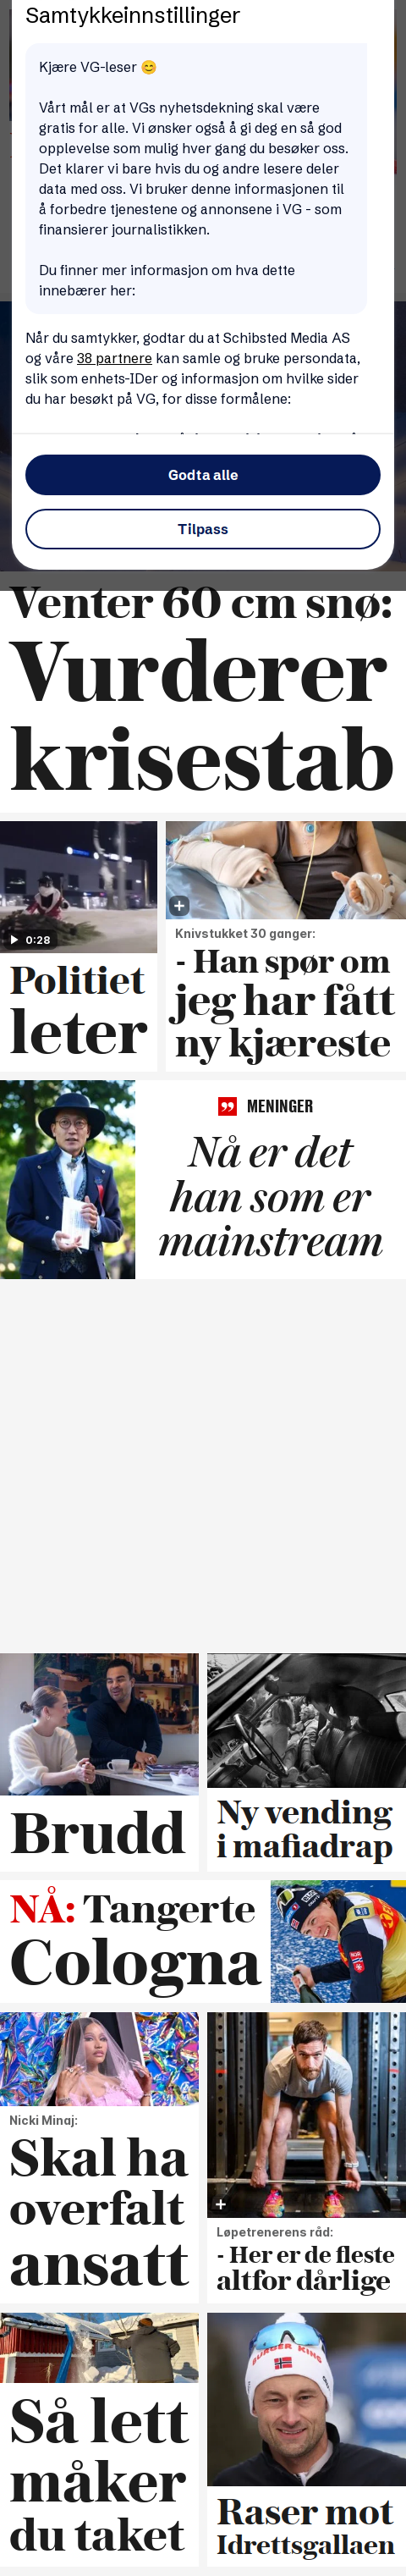 Samtykkeinnstillinger
Kjære VG-leser 😊
Vårt mål er at VGs nyhetsdekning skal være
gratis for alle. Vi ønsker også å gi deg en så god
opplevelse som mulig hver gang du besøker oss.
Det klarer vi bare hvis du og andre lesere deler
data med oss. Vi bruker denne informasjonen til
å forbedre tjenestene og annonsene i VG - som
finansierer journalistikken.
Du finner mer informasjon om hva dette
innebærer her:
Når du samtykker, godtar du at Schibsted Media AS
og våre 38 partnere kan samle og bruke persondata,
slik som enhets-IDer og informasjon om hvilke sider
du har besøkt på VG, for disse formålene:
Godta alle
Tilpass
Venter 60 cm snø:
Vurderer
krisestab
0:28
Politiet
leter
Knivstukket 30 ganger:
- Han spør om
jeg har fått
ny kjæreste
MENINGER
Nå er det
han som er
mainstream
Brudd
Ny vending
i mafiadrap
NÅ: Tangerte
Cologna
Nicki Minaj:
Skal ha
overfalt
ansatt
Løpetrenerens råd:
- Her er de fleste
altfor dårlige
Så lett
måker
du taket
BURGER KING
Raser mot
Idrettsgallaen